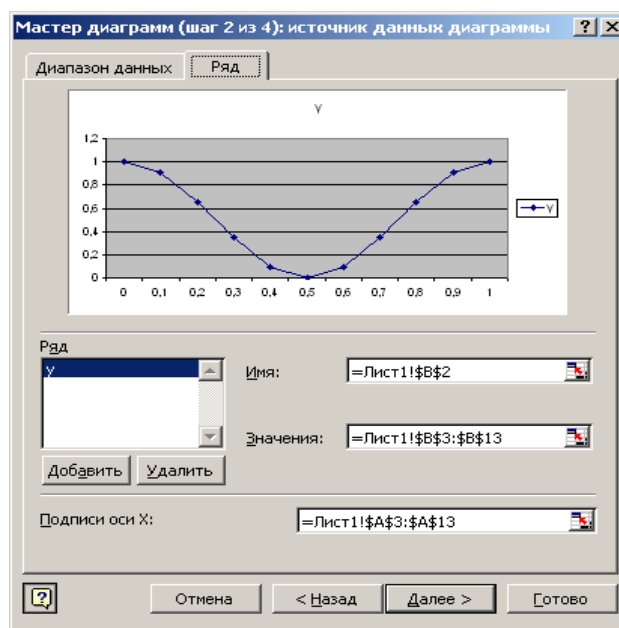 Мастер диаграмм (шаг 2 из 4): источник данных диаграммы
Диапазон данных Ряд
y
1,2
1
0,8
0,6
0,4
0,2
0
y
0 0,1 0,2 0,3 0,4 0,5 0,6 0,7 0,8 0,9 1
Ряд
y
Имя: =Лист1!$B$2
Значения: =Лист1!$B$3:$B$13
Добавить Удалить
Подписи оси X: =Лист1!$A$3:$A$13
Отмена < Назад Далее > Готово